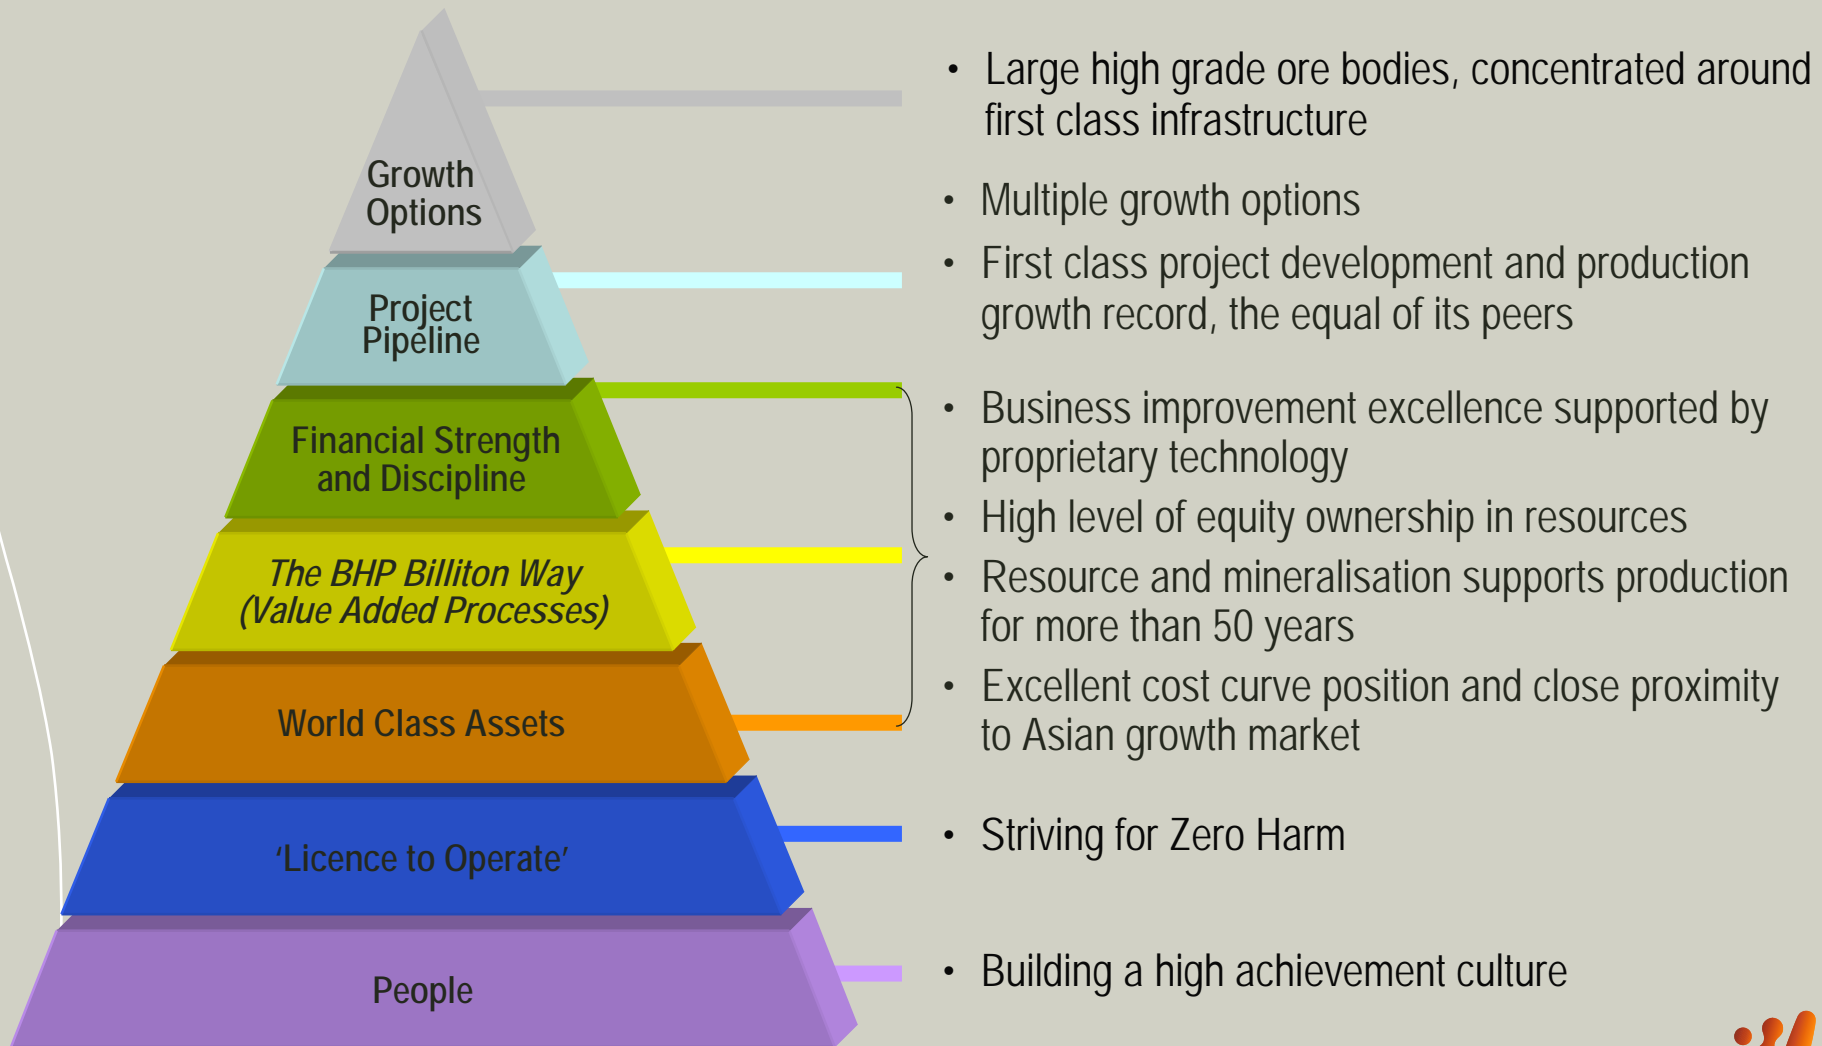 Growth
Options
Project
Pipeline
Financial Strength
and Discipline
The BHP Billiton Way
(Value Added Processes)
World Class Assets
‘Licence to Operate’
People
• Large high grade ore bodies, concentrated around
first class infrastructure
• Multiple growth options
• First class project development and production
growth record, the equal of its peers
• Business improvement excellence supported by
proprietary technology
• High level of equity ownership in resources
• Resource and mineralisation supports production
for more than 50 years
• Excellent cost curve position and close proximity
to Asian growth market
• Striving for Zero Harm
• Building a high achievement culture